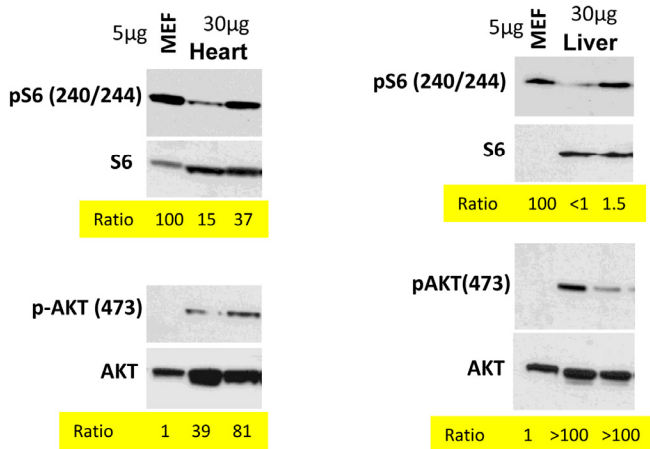 5µg MEF 30µg
Heart
pS6 (240/244)
S6
Ratio 100 15 37
p-AKT (473)
AKT
Ratio 1 39 81
5µg MEF 30µg
Liver
pS6 (240/244)
S6
Ratio 100 <1 1.5
pAKT(473)
AKT
Ratio 1 >100 >100